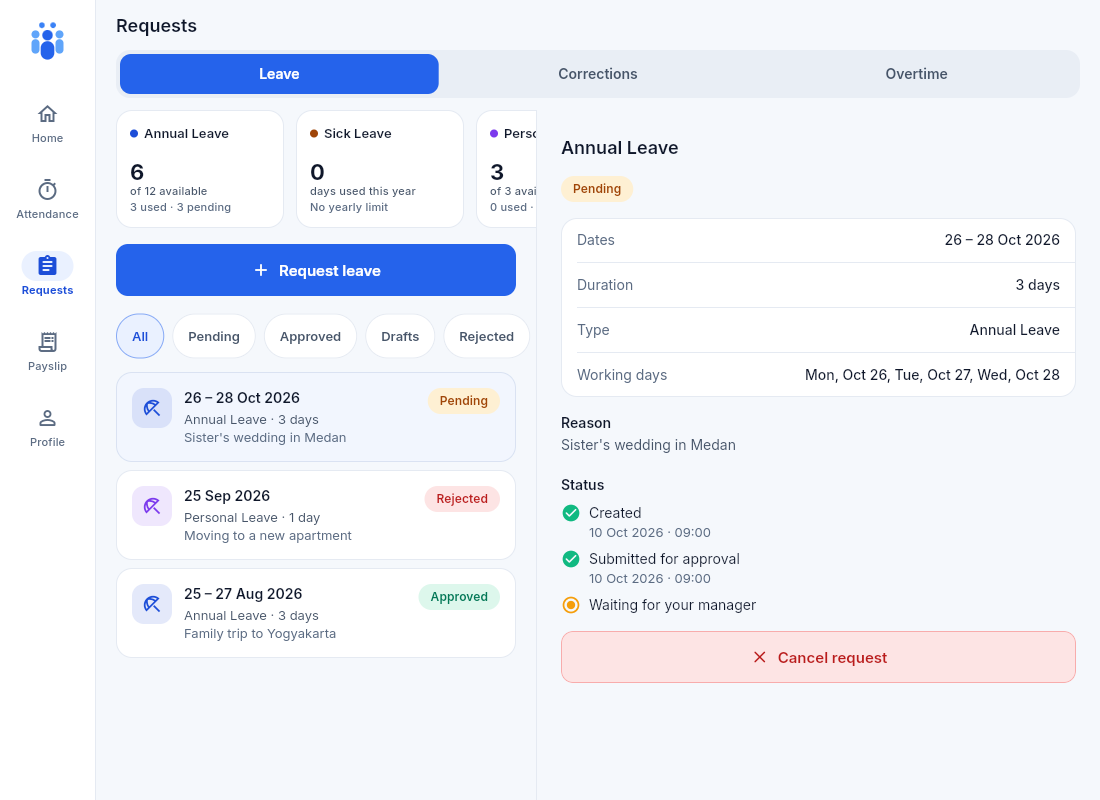 Requests
Home
Attendance
Requests
Payslip
Profile
Leave
Corrections
Overtime
Annual Leave
6
of 12 available
3 used · 3 pending
Sick Leave
0
days used this year
No yearly limit
3
0 used ·
+ Request leave
All
Pending
Approved
Drafts
Rejected
26 – 28 Oct 2026
Pending
Annual Leave · 3 days
Sister's wedding in Medan
25 Sep 2026
Rejected
Personal Leave · 1 day
Moving to a new apartment
25 – 27 Aug 2026
Approved
Annual Leave · 3 days
Family trip to Yogyakarta
Annual Leave
Pending
Dates 26 – 28 Oct 2026
Duration 3 days
Type Annual Leave
Working days Mon, Oct 26, Tue, Oct 27, Wed, Oct 28
Reason
Sister's wedding in Medan
Status
Created
10 Oct 2026 · 09:00
Submitted for approval
10 Oct 2026 · 09:00
Waiting for your manager
Cancel request